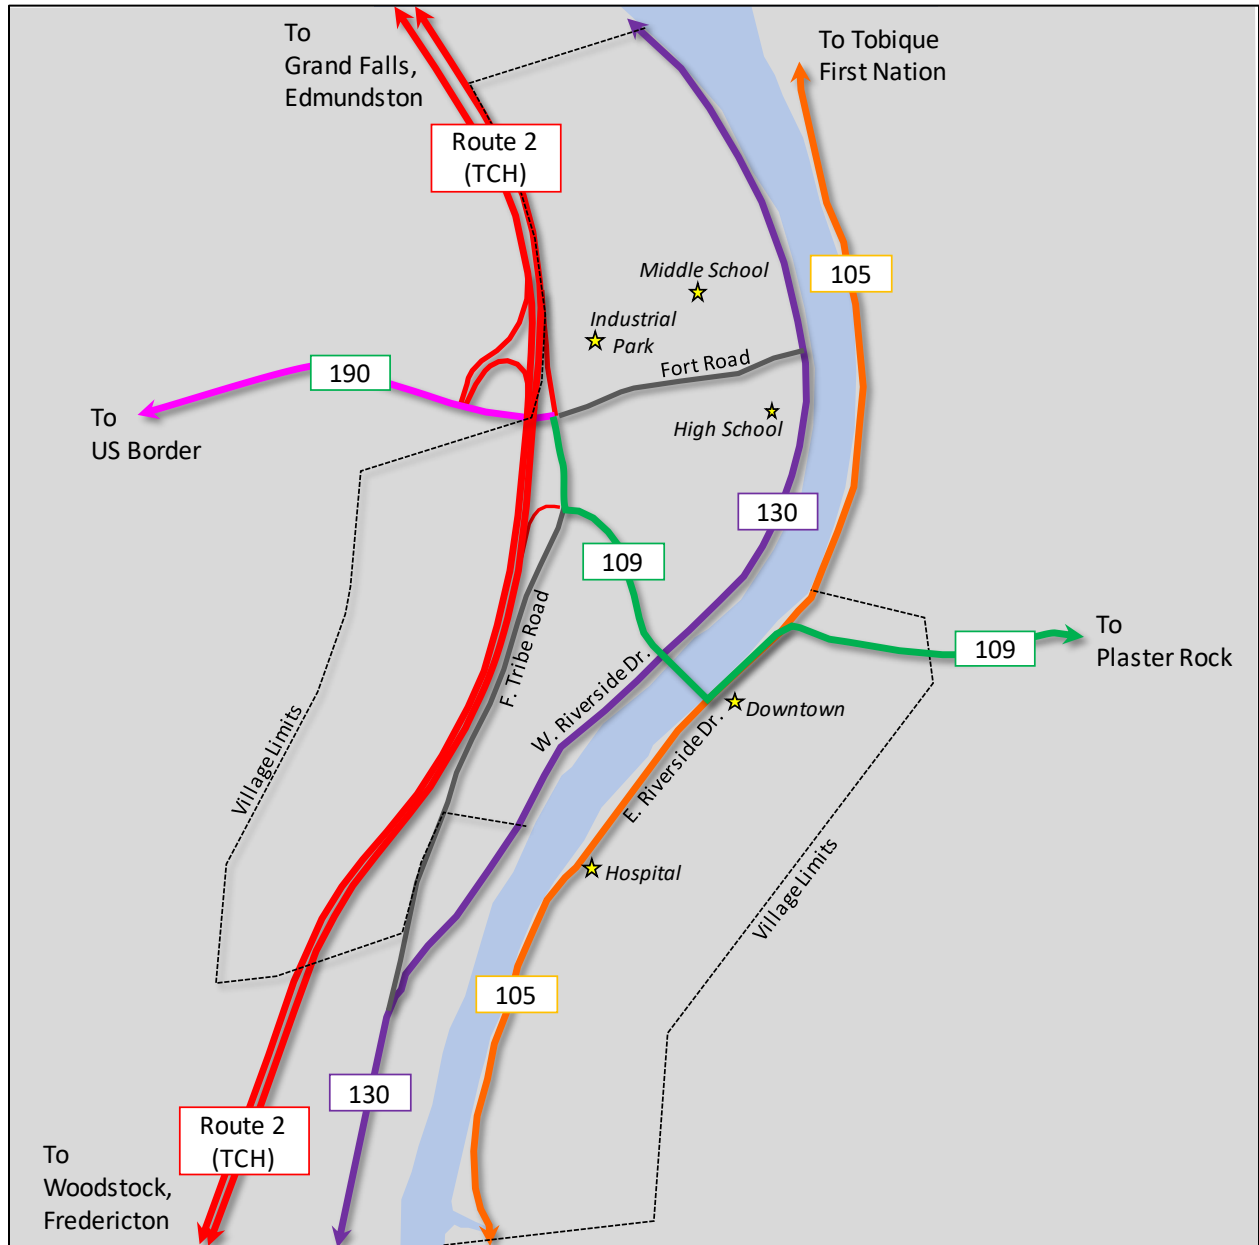 To
Grand Falls,
Edmundston
To Tobique
First Nation
Route 2
(TCH)
105
Middle School
Industrial
Park
Fort Road
190
To
US Border
High School
130
109
F. Tribe Road
W. Riverside Dr.
109
To
Plaster Rock
Downtown
E. Riverside Dr.
Village Limits
Hospital
Village Limits
105
130
Route 2
(TCH)
To
Woodstock,
Fredericton